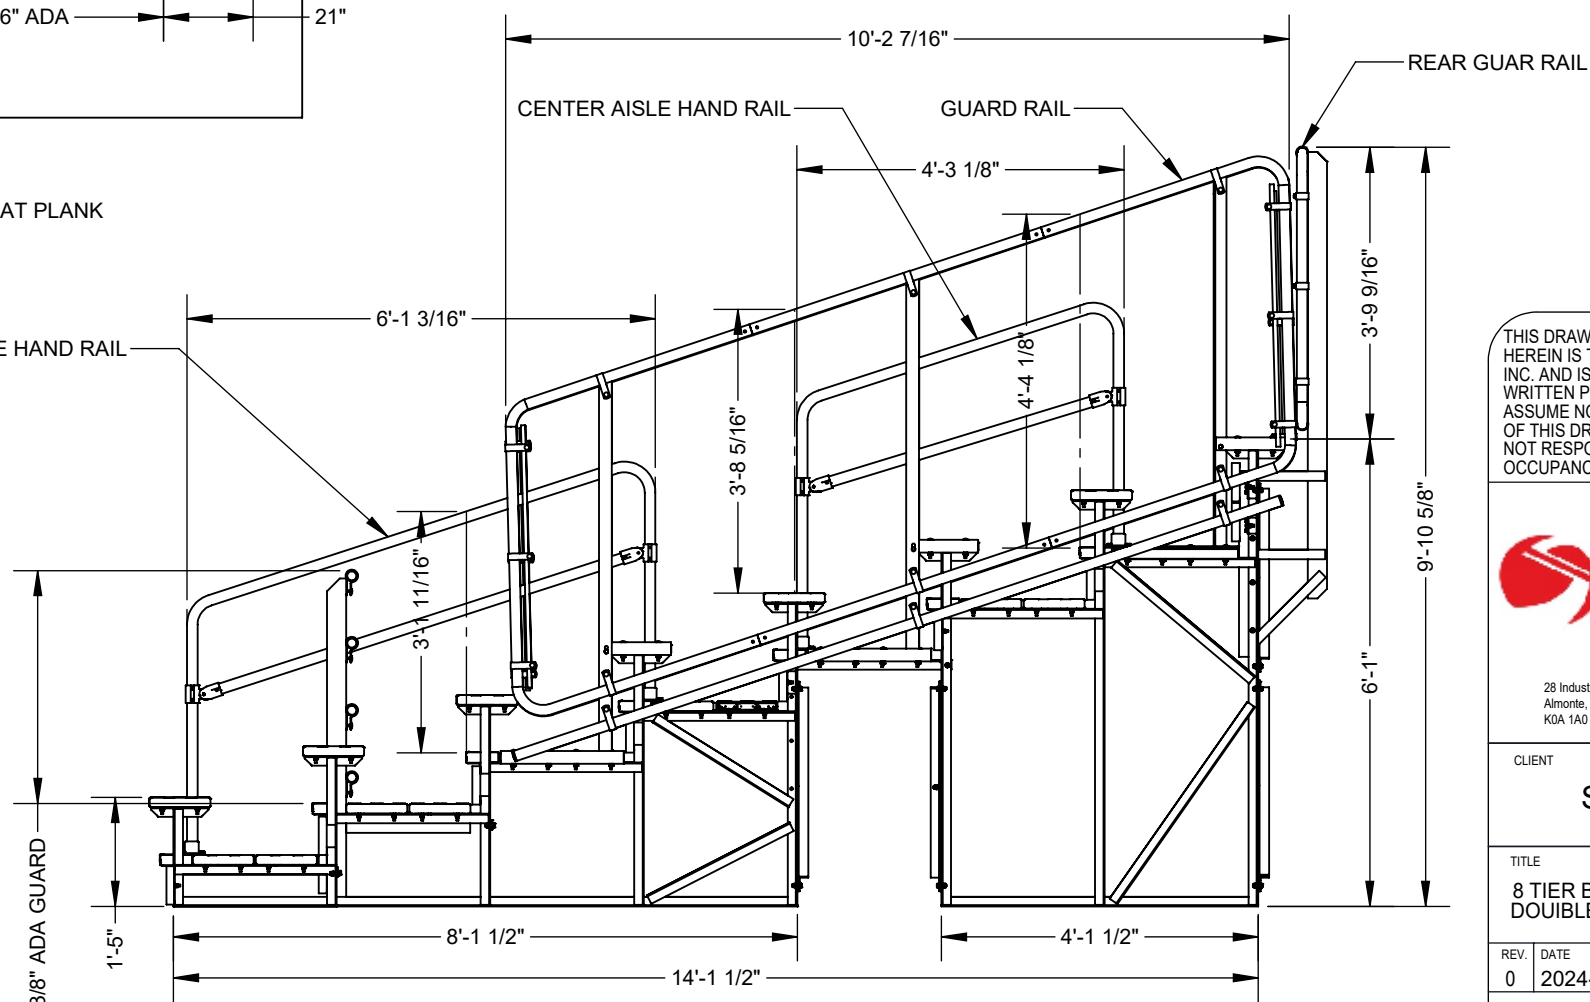 6" ADA
21"
10'-2 7/16"
REAR GUAR RAIL
CENTER AISLE HAND RAIL
GUARD RAIL
4'-3 1/8"
AT PLANK
6'-1 3/16"
E HAND RAIL
3'-9 9/16"
4'-4 1/8"
3'-8 5/16"
3'-1 11/16"
9'-10 5/8"
6'-1"
3/8" ADA GUARD
1'-5"
8'-1 1/2"
4'-1 1/2"
14'-1 1/2"
THIS DRAW
HEREIN IS T
INC. AND IS
WRITTEN P
ASSUME NO
OF THIS DR
NOT RESPO
OCCUPANC
28 Indust
Almonte,
K0A 1A0
CLIENT
S
TITLE
8 TIER B
DOUIBLE
REV. DATE
0 2024-